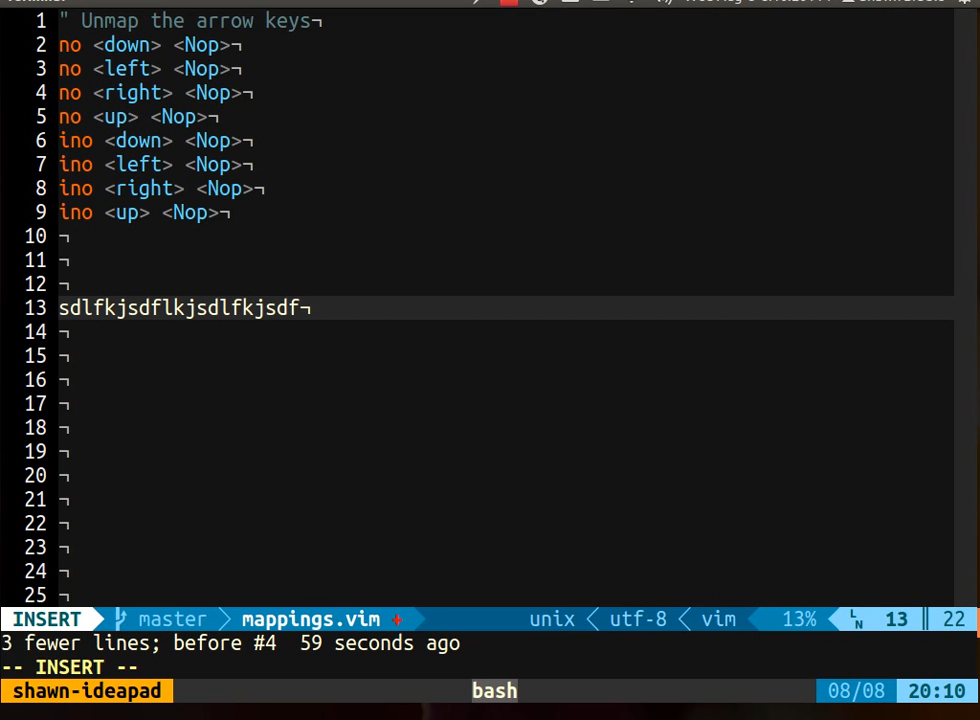 1 " Unmap the arrow keys¬
2 no <down> <Nop>¬
3 no <left> <Nop>¬
4 no <right> <Nop>¬
5 no <up> <Nop>¬
6 ino <down> <Nop>¬
7 ino <left> <Nop>¬
8 ino <right> <Nop>¬
9 ino <up> <Nop>¬
10 ¬
11 ¬
12 ¬
13 sdlfkjsdflkjsdlfkjsdf¬
14 ¬
15 ¬
16 ¬
17 ¬
18 ¬
19 ¬
20 ¬
21 ¬
22 ¬
23 ¬
24 ¬
25 ¬
INSERT master mappings.vim + unix utf-8 vim 13% LN 13 22
3 fewer lines; before #4 59 seconds ago
-- INSERT --
shawn-ideapad bash 08/08 20:10